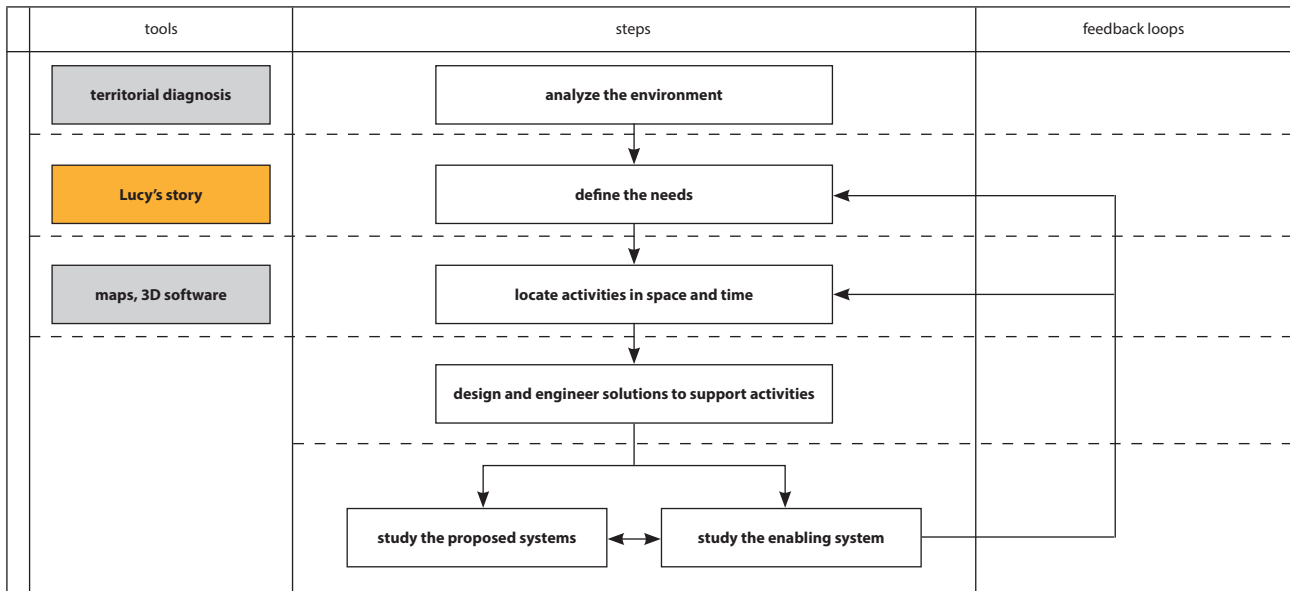 tools
steps
feedback loops
territorial diagnosis
analyze the environment
Lucy’s story
define the needs
maps, 3D software
locate activities in space and time
design and engineer solutions to support activities
study the proposed systems
study the enabling system